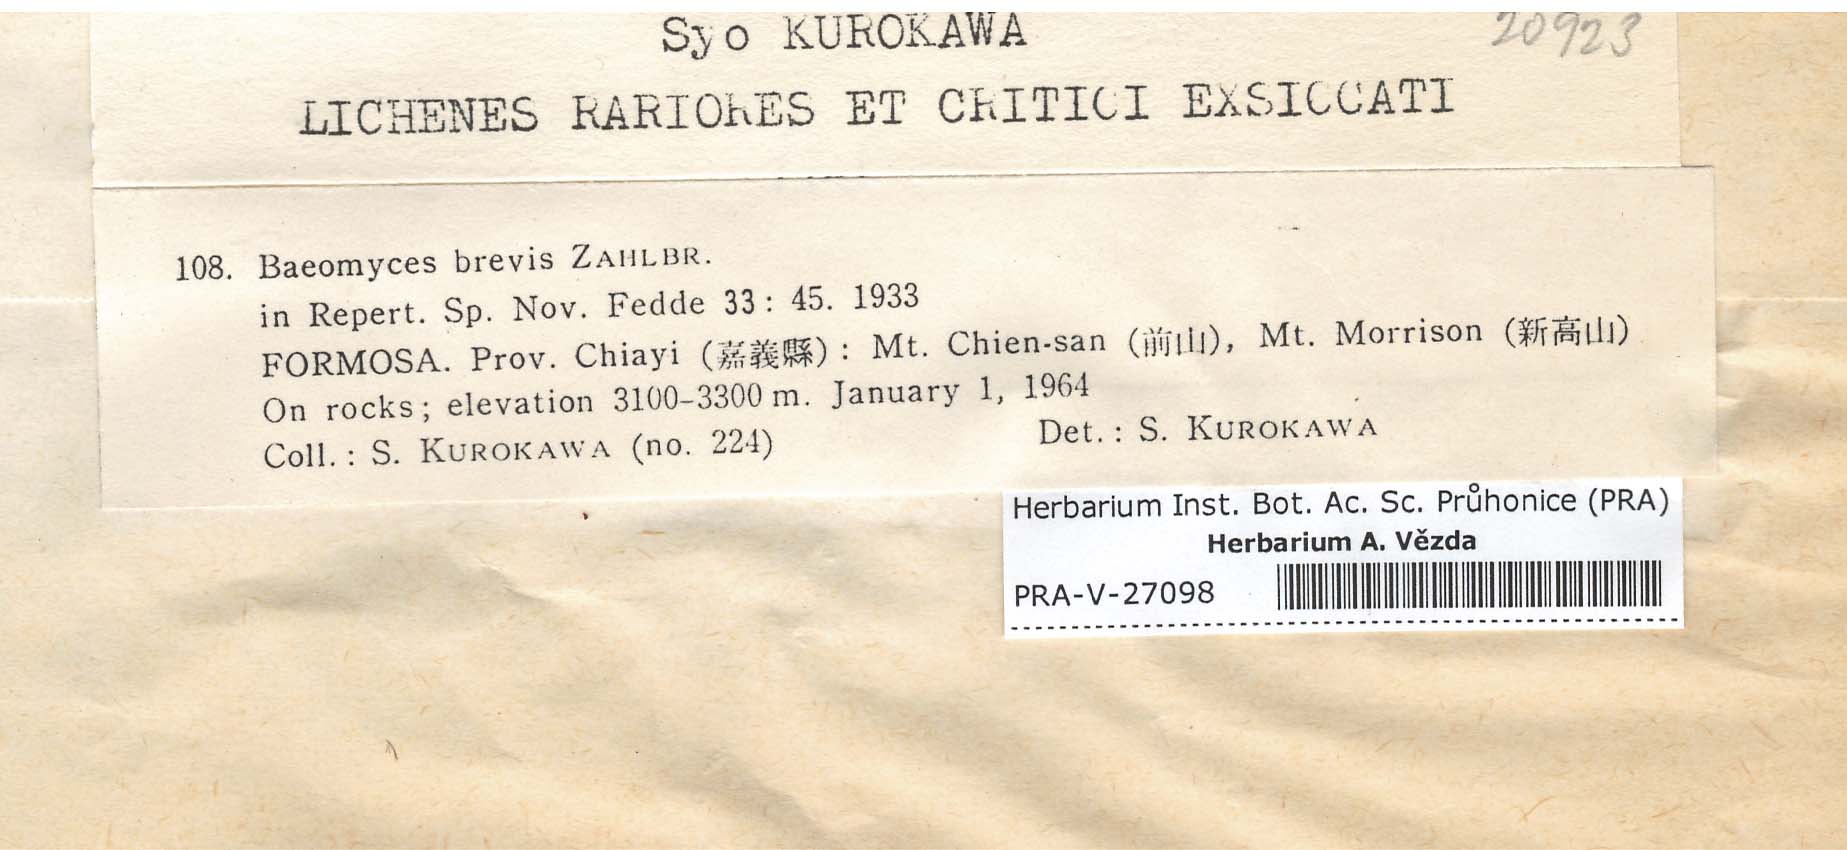 Syo KUROKAWA
20923
LICHENES RARIORES ET CRITICI EXSICCATI
108. Baeomyces brevis ZAHLBR.
in Repert. Sp. Nov. Fedde 33 : 45. 1933
FORMOSA. Prov. Chiayi (嘉義縣) : Mt. Chien-san (前山), Mt. Morrison (新高山)
On rocks; elevation 3100–3300 m. January 1, 1964
Coll. : S. KUROKAWA (no. 224) Det. : S. KUROKAWA
Herbarium Inst. Bot. Ac. Sc. Průhonice (PRA)
Herbarium A. Vězda
PRA-V-27098